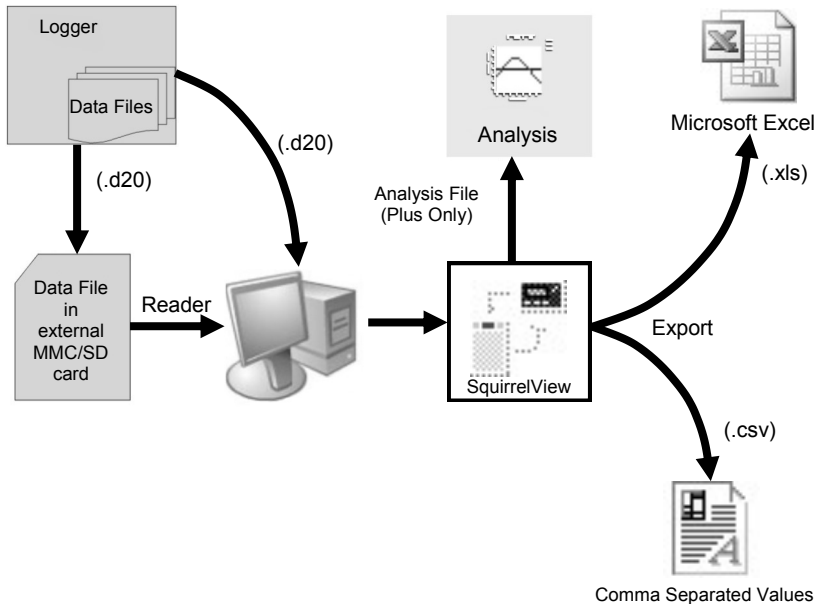 Logger
Data Files
(.d20)
(.d20)
Data File
in
external
MMC/SD
card
Reader
Analysis
Analysis File
(Plus Only)
SquirrelView
Microsoft Excel
(.xls)
Export
(.csv)
Comma Separated Values